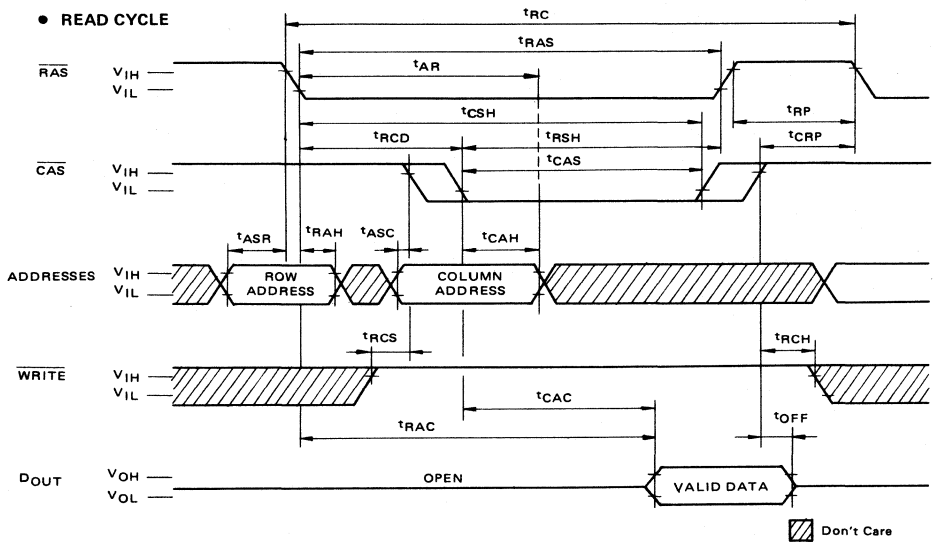 • READ CYCLE
tRC
tRAS
tAR
RAS VIH
VIL
tCSH
tRP
tRCD
tRSH
tCRP
CAS VIH
VIL
tCAS
tASR tRAH tASC tCAH
ADDRESSES VIH
VIL
ROW ADDRESS
COLUMN ADDRESS
tRCS
tRCH
WRITE VIH
VIL
tCAC
tRAC
tOFF
DOUT VOH
VOL
OPEN
VALID DATA
Don't Care